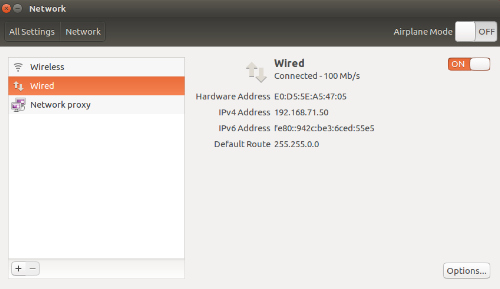 Network
All Settings Network Airplane Mode OFF
Wireless
Wired
Network proxy
Wired
Connected - 100 Mb/s
ON
Hardware Address E0:D5:5E:A5:47:05
IPv4 Address 192.168.71.50
IPv6 Address fe80::942c:be3:6ced:55e5
Default Route 255.255.0.0
+ −
Options...